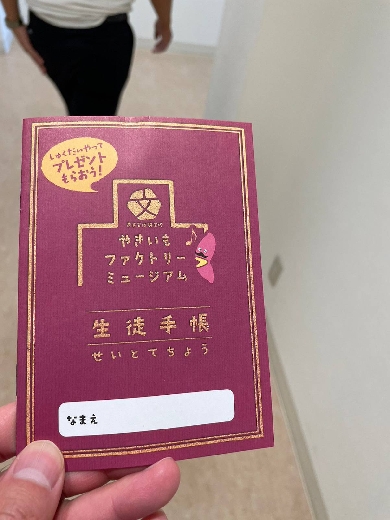 しゅくだいやって
プレゼント
もらおう!
文
やきいも
ファクトリー
ミュージアム
生徒手帳
せいとてちょう
なまえ